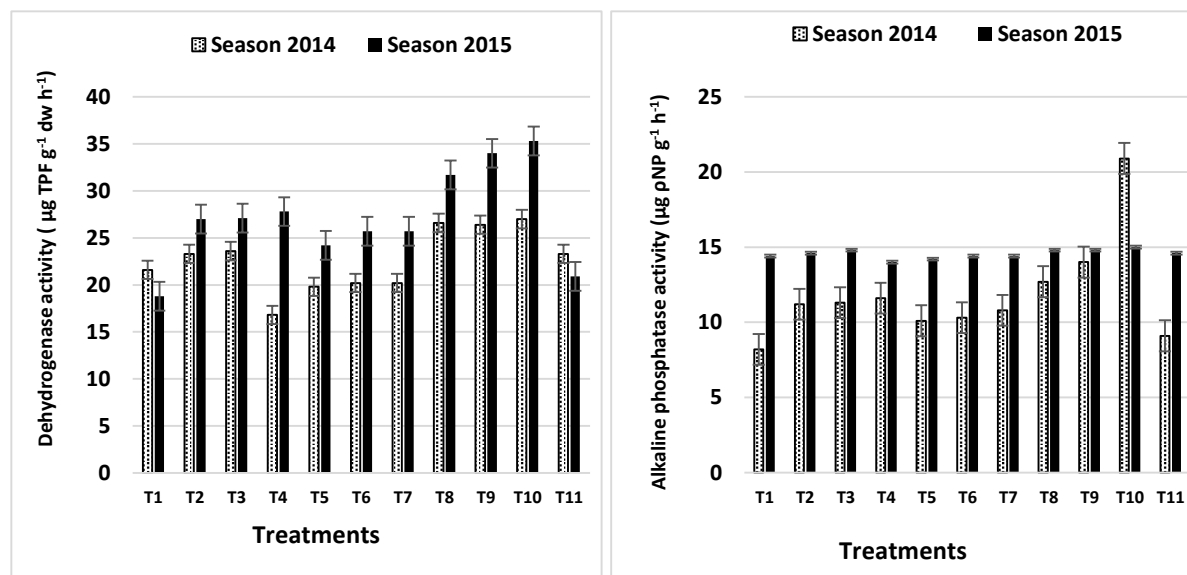 Season 2014 Season 2015
Dehydrogenase activity ( µg TPF g⁻¹ dw h⁻¹)
40
35
30
25
20
15
10
5
0
T1 T2 T3 T4 T5 T6 T7 T8 T9 T10 T11
Treatments
Season 2014 Season 2015
Alkaline phosphatase activity (µg ρNP g⁻¹ h⁻¹)
25
20
15
10
5
0
T1 T2 T3 T4 T5 T6 T7 T8 T9 T10 T11
Treatments